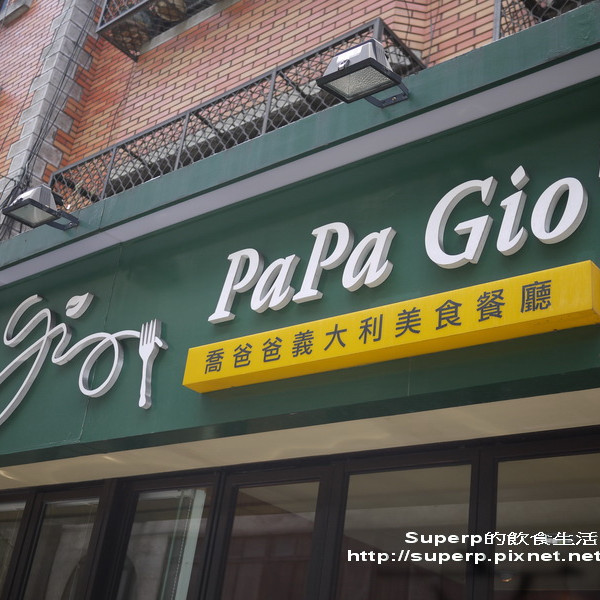 PaPa Gio'
gio
喬爸爸義大利美食餐廳
Superp的飲食生活
http://superp.pixnet.net